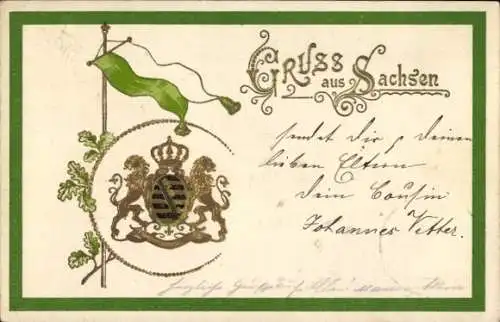 Gruss
aus Sachsen
sendet dir & deinen
lieben Eltern
dein Cousin
Johannes Vetter.